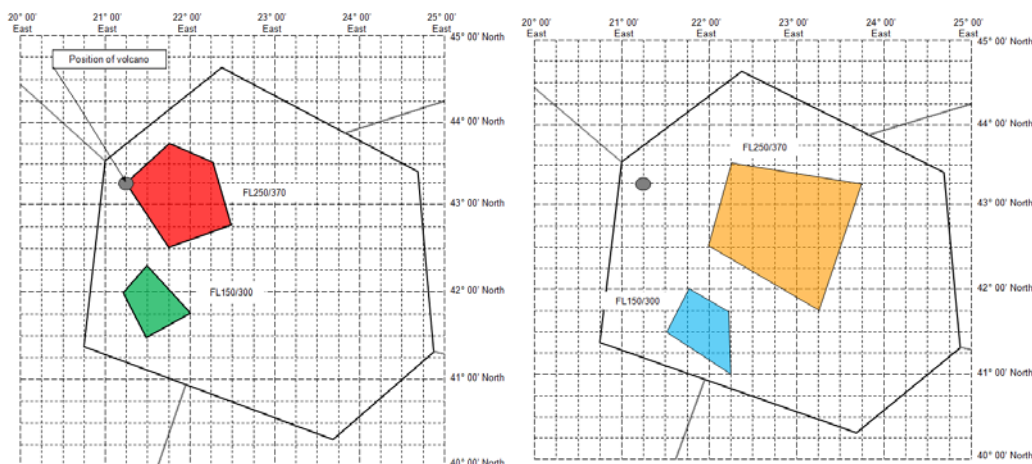 20° 00' 21° 00' 22° 00' 23° 00' 24° 00' 25° 00'
East East East East East East
45° 00' North
Position of volcano
44° 00' North
FL250/370
43° 00' North
42° 00' North
FL150/300
41° 00' North
40° 00' North
20° 00' 21° 00' 22° 00' 23° 00' 24° 00' 25° 00'
East East East East East East
45° 00' North
44° 00' North
FL250/370
43° 00' North
42° 00' North
FL150/300
41° 00' North
40° 00' North